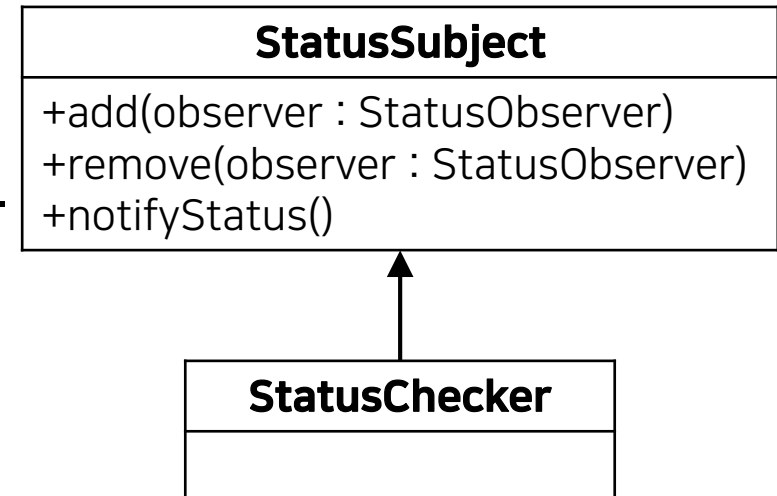 StatusSubject
+add(observer : StatusObserver)
+remove(observer : StatusObserver)
+notifyStatus()
StatusChecker